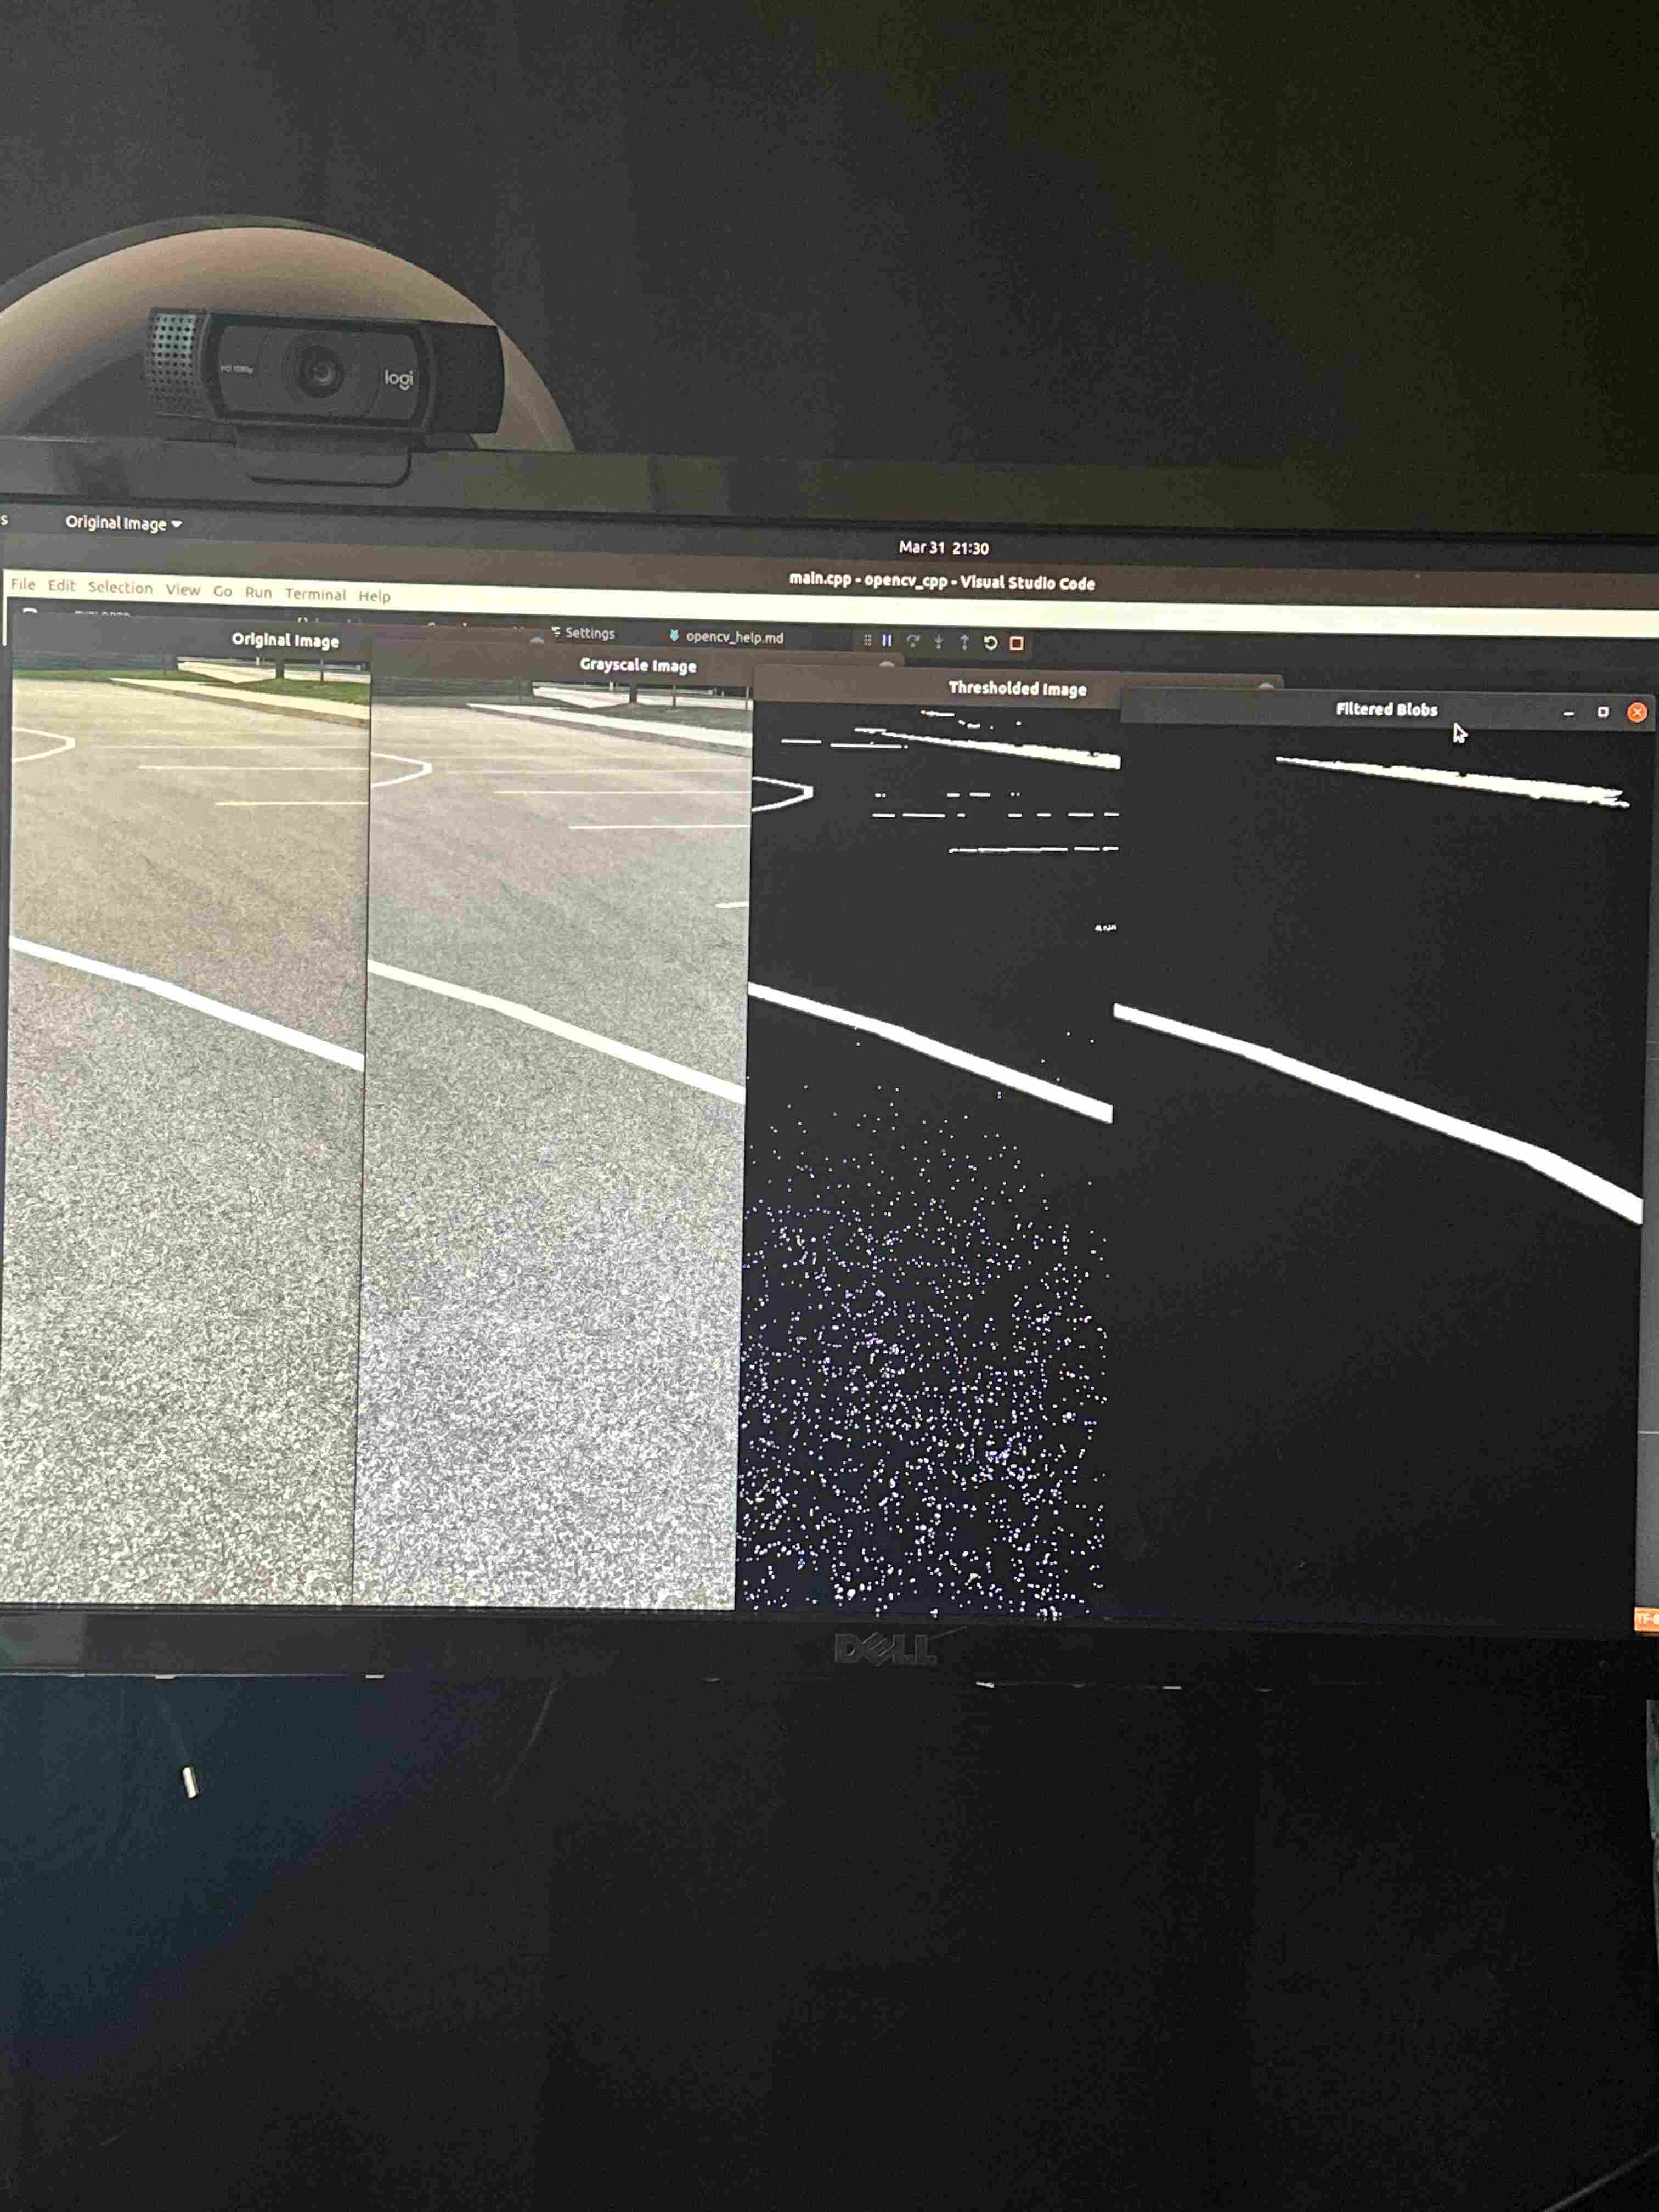 HD 1080p
logi
s
Original Image
Mar 31 21:30
main.cpp - opencv_cpp - Visual Studio Code
File Edit Selection View Go Run Terminal Help
Settings
opencv_help.md
Original Image
Grayscale Image
Thresholded Image
Filtered Blobs
DELL